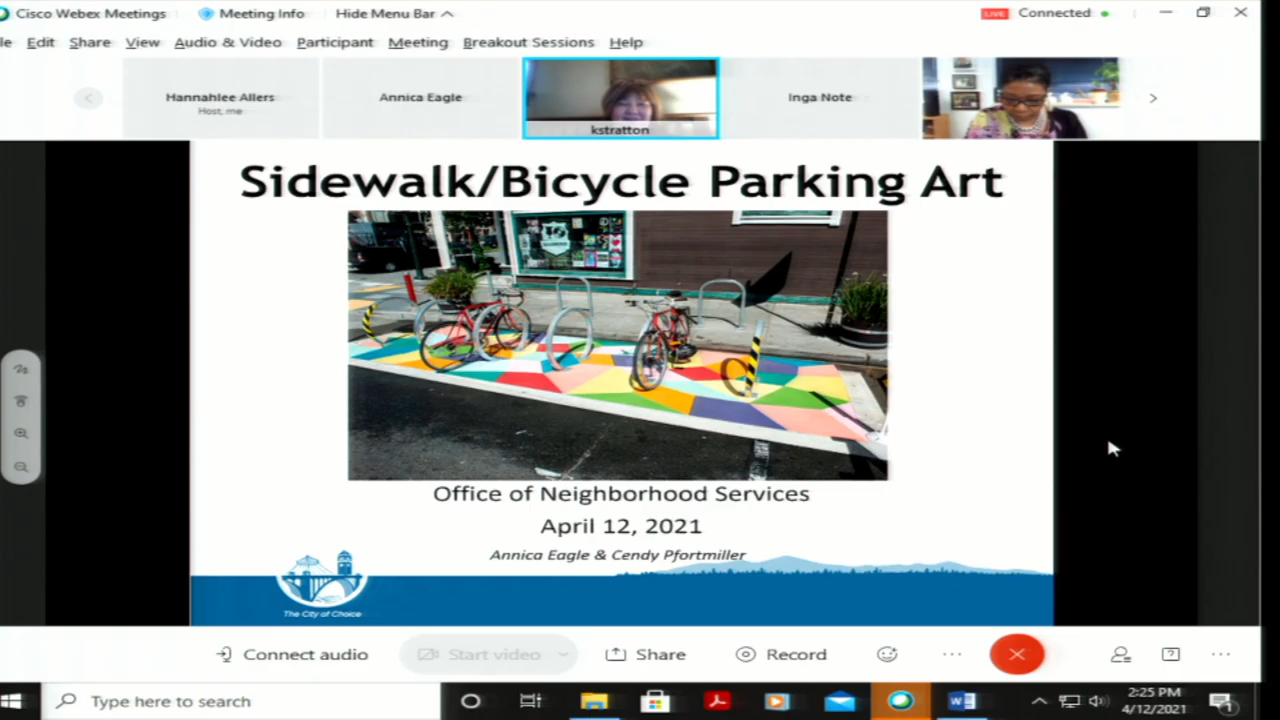 Cisco Webex Meetings Meeting Info Hide Menu Bar LIVE Connected
le Edit Share View Audio & Video Participant Meeting Breakout Sessions Help
Hannahlee Allers
Host, me
Annica Eagle
kstratton
Inga Note
Sidewalk/Bicycle Parking Art
Office of Neighborhood Services
April 12, 2021
Annica Eagle & Cendy Pfortmiller
The City of Choice
Connect audio Start video Share Record
Type here to search
2:25 PM
4/12/2021
1